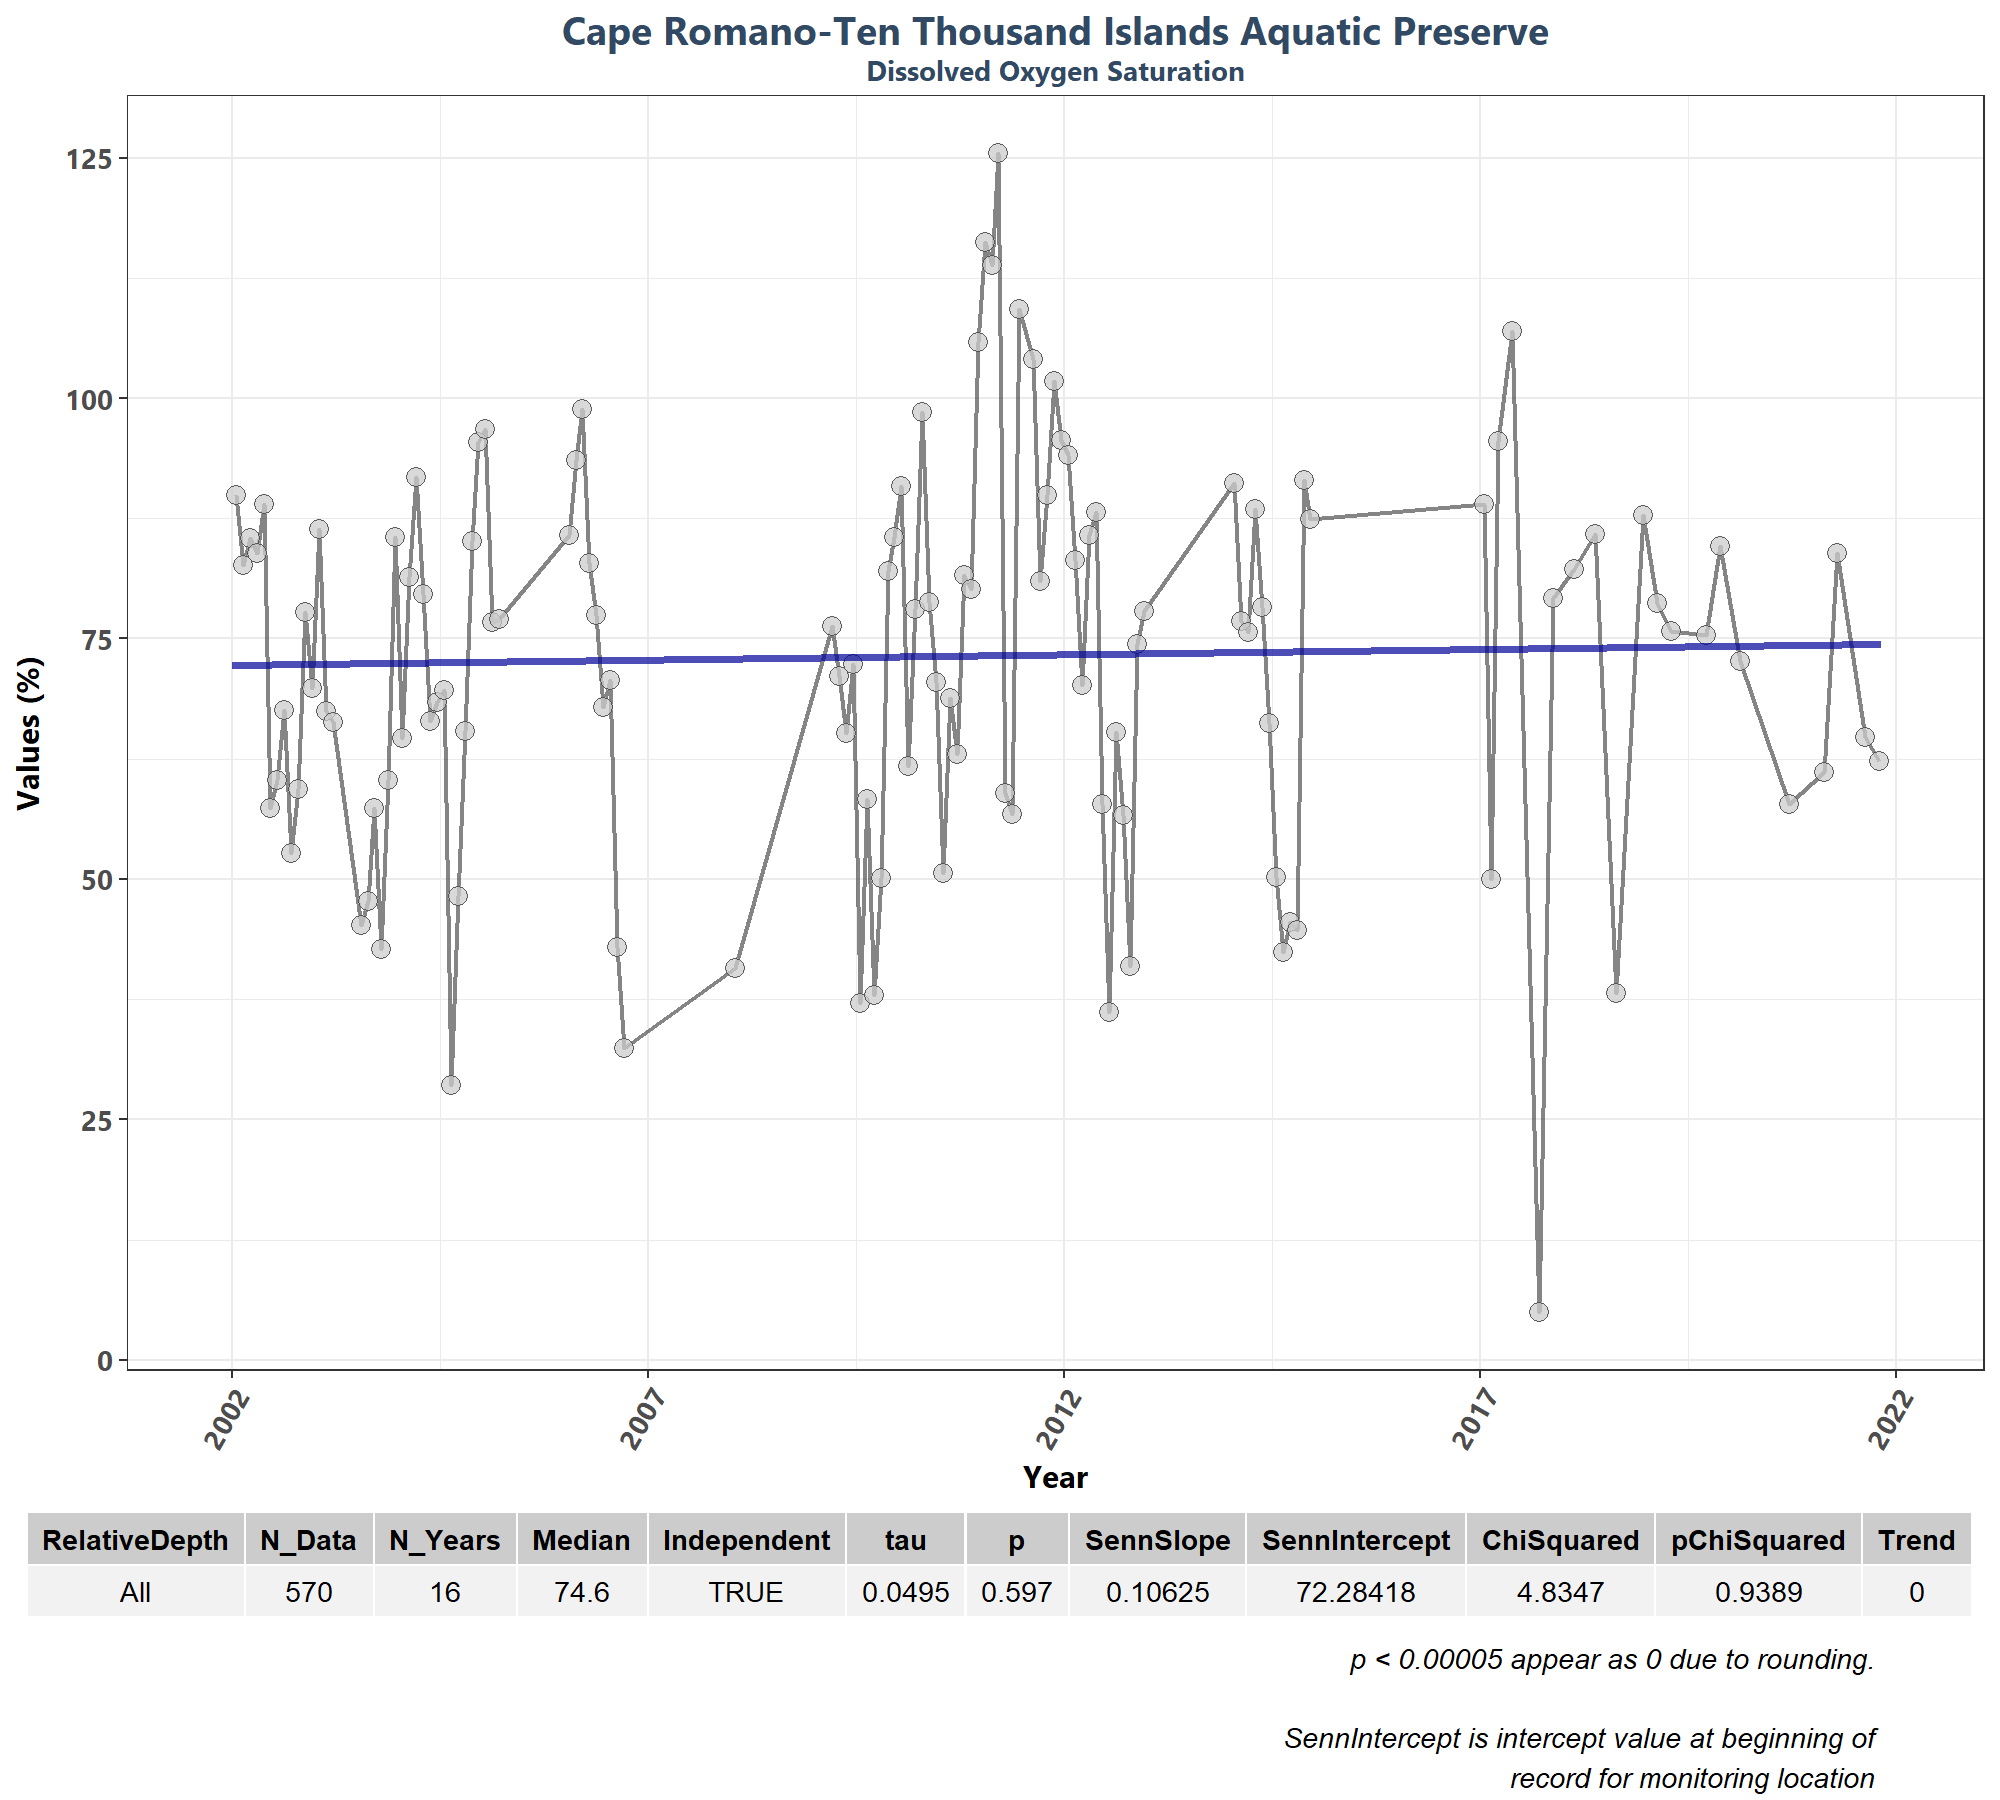 Cape Romano-Ten Thousand Islands Aquatic Preserve
Dissolved Oxygen Saturation
125
100
75
50
25
0
Values (%)
2002
2007
2012
2017
2022
Year
RelativeDepth N_Data N_Years Median Independent tau p SennSlope SennIntercept ChiSquared pChiSquared Trend
All 570 16 74.6 TRUE 0.0495 0.597 0.10625 72.28418 4.8347 0.9389 0
p < 0.00005 appear as 0 due to rounding.
SennIntercept is intercept value at beginning of
record for monitoring location